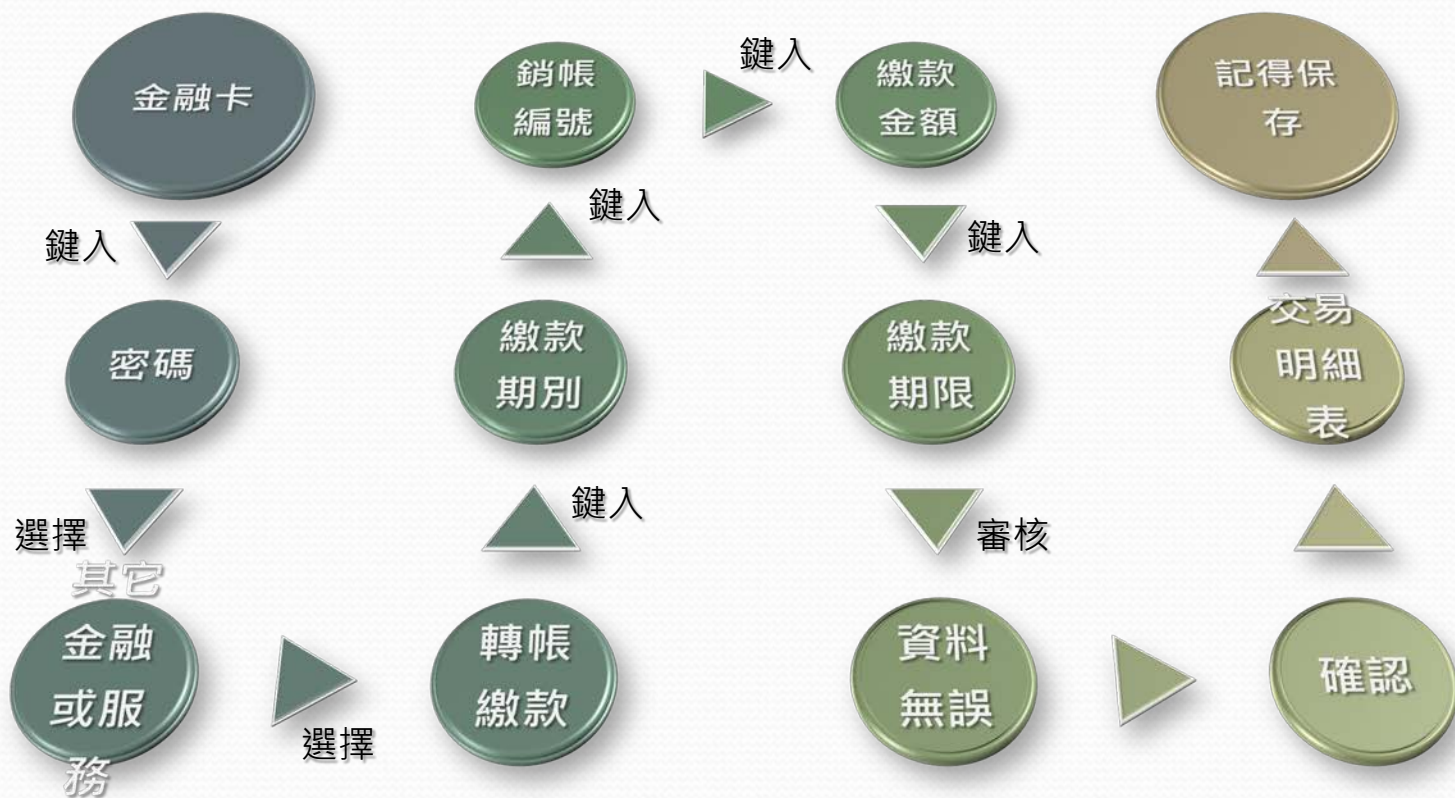 金融卡
鍵入
密碼
選擇
其它
金融
或服
務
選擇
轉帳
繳款
鍵入
繳款
期別
鍵入
銷帳
編號
鍵入
繳款
金額
鍵入
繳款
期限
審核
資料
無誤
確認
交易
明細
表
記得保
存